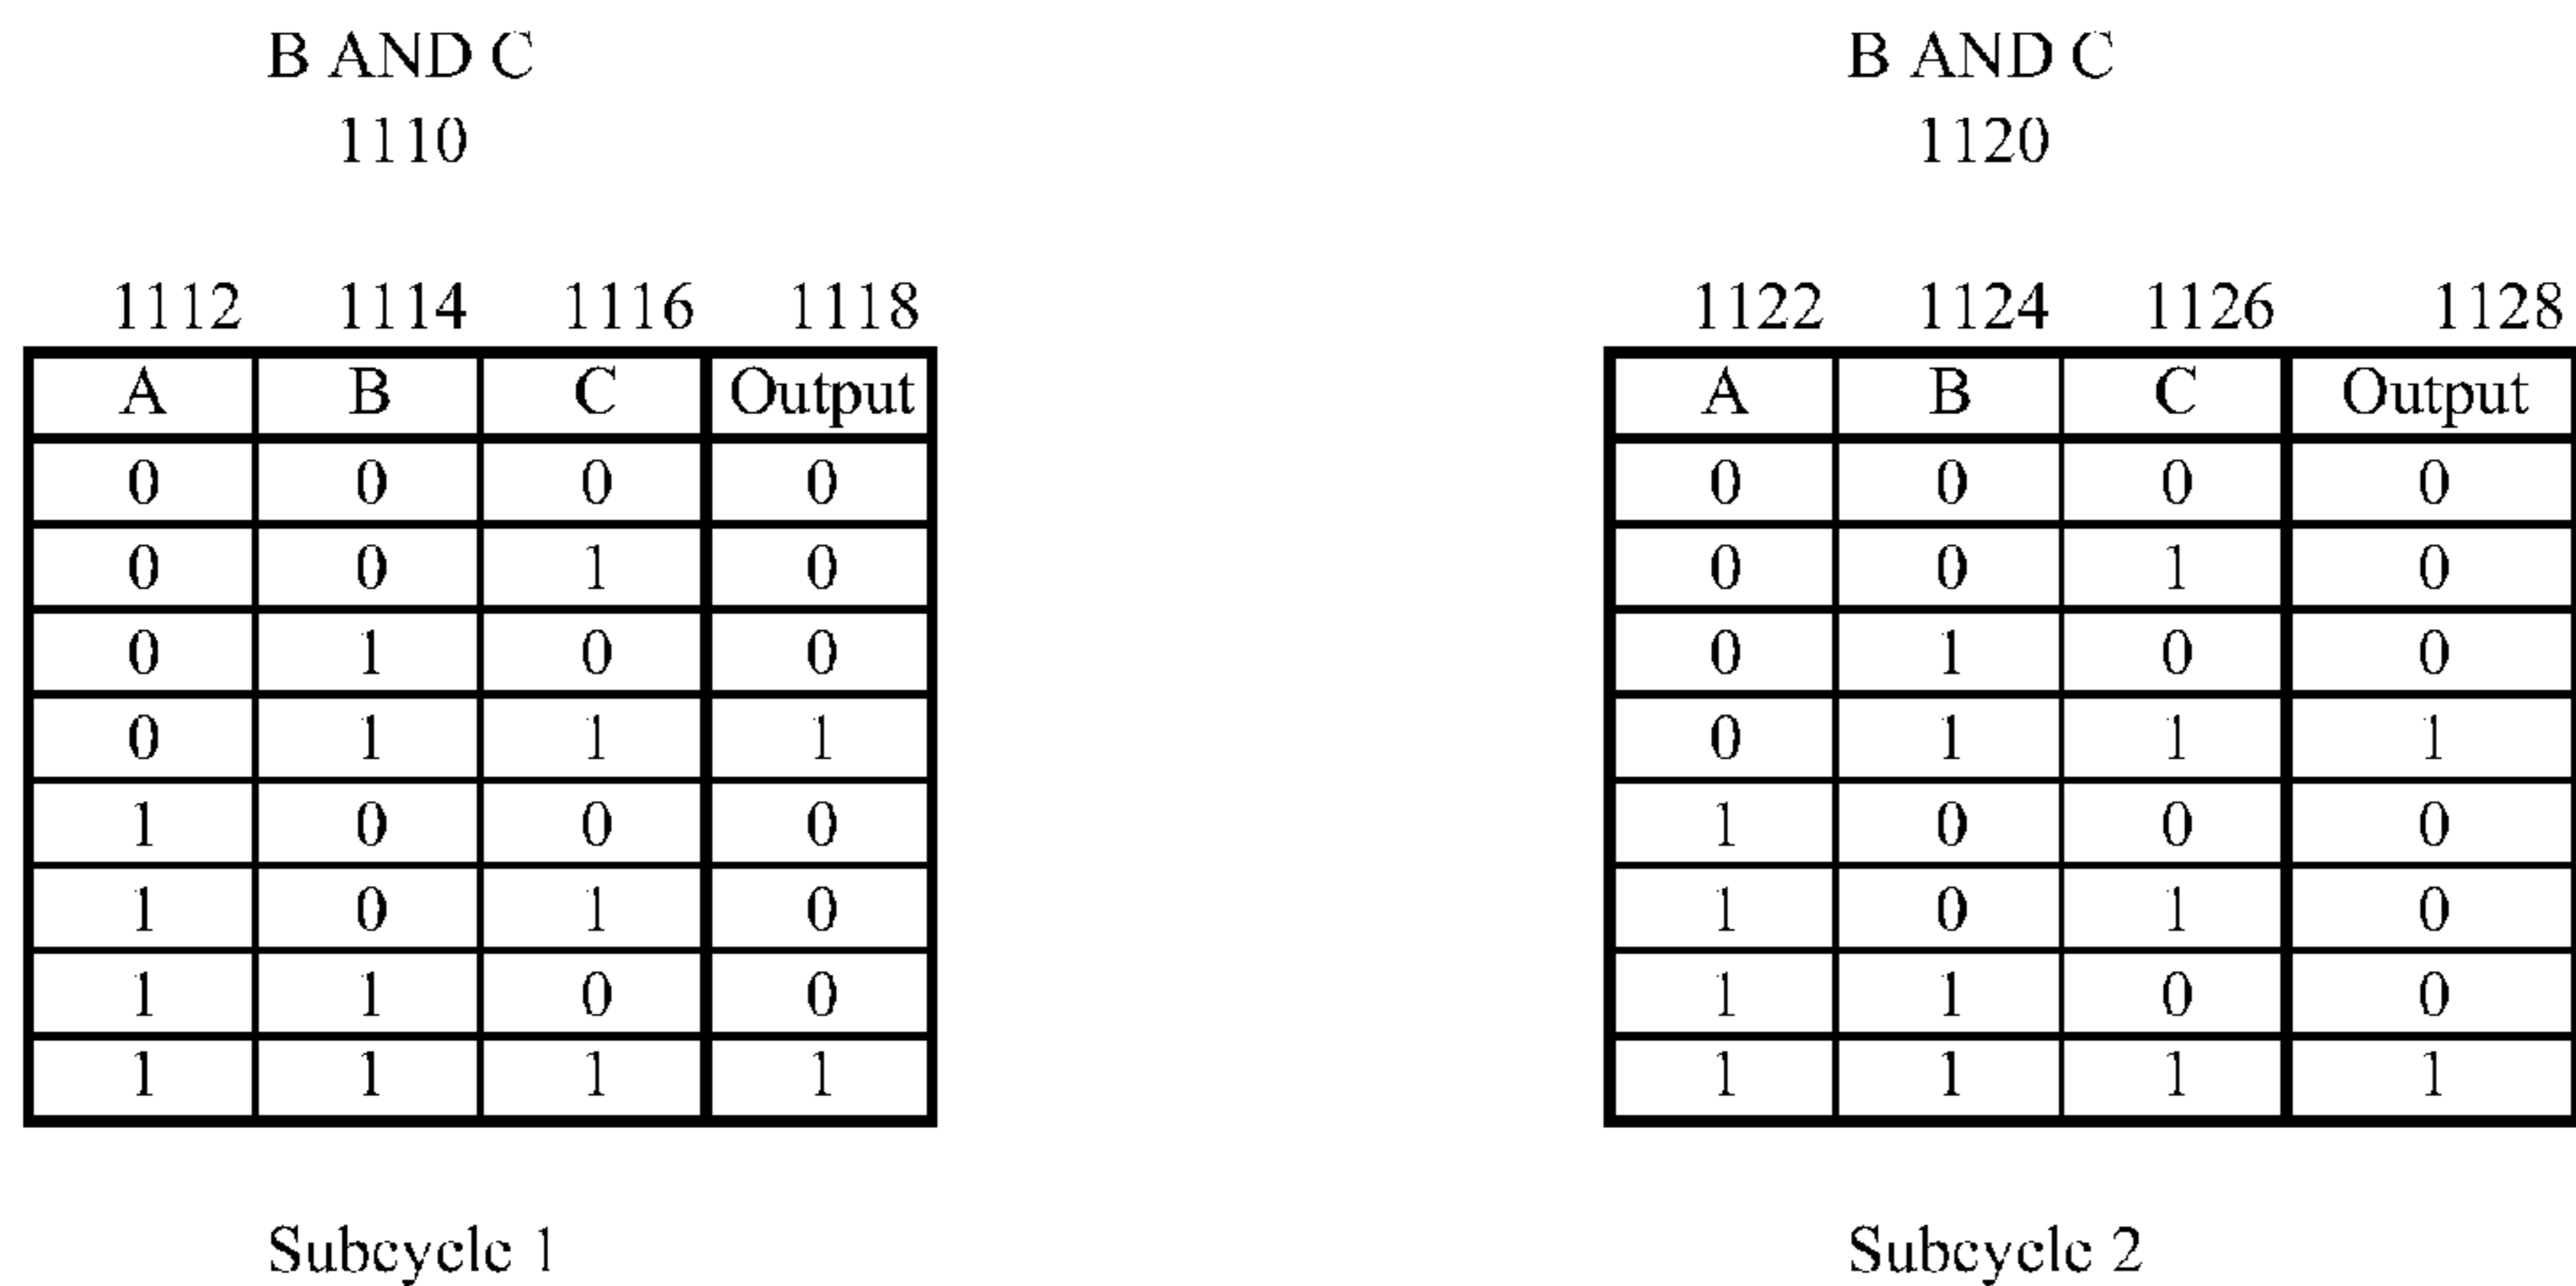 B AND C
1110
1112 1114 1116 1118
A B C Output
0 0 0 0
0 0 1 0
0 1 0 0
0 1 1 1
1 0 0 0
1 0 1 0
1 1 0 0
1 1 1 1
Subcycle 1
B AND C
1120
1122 1124 1126 1128
A B C Output
0 0 0 0
0 0 1 0
0 1 0 0
0 1 1 1
1 0 0 0
1 0 1 0
1 1 0 0
1 1 1 1
Subcycle 2